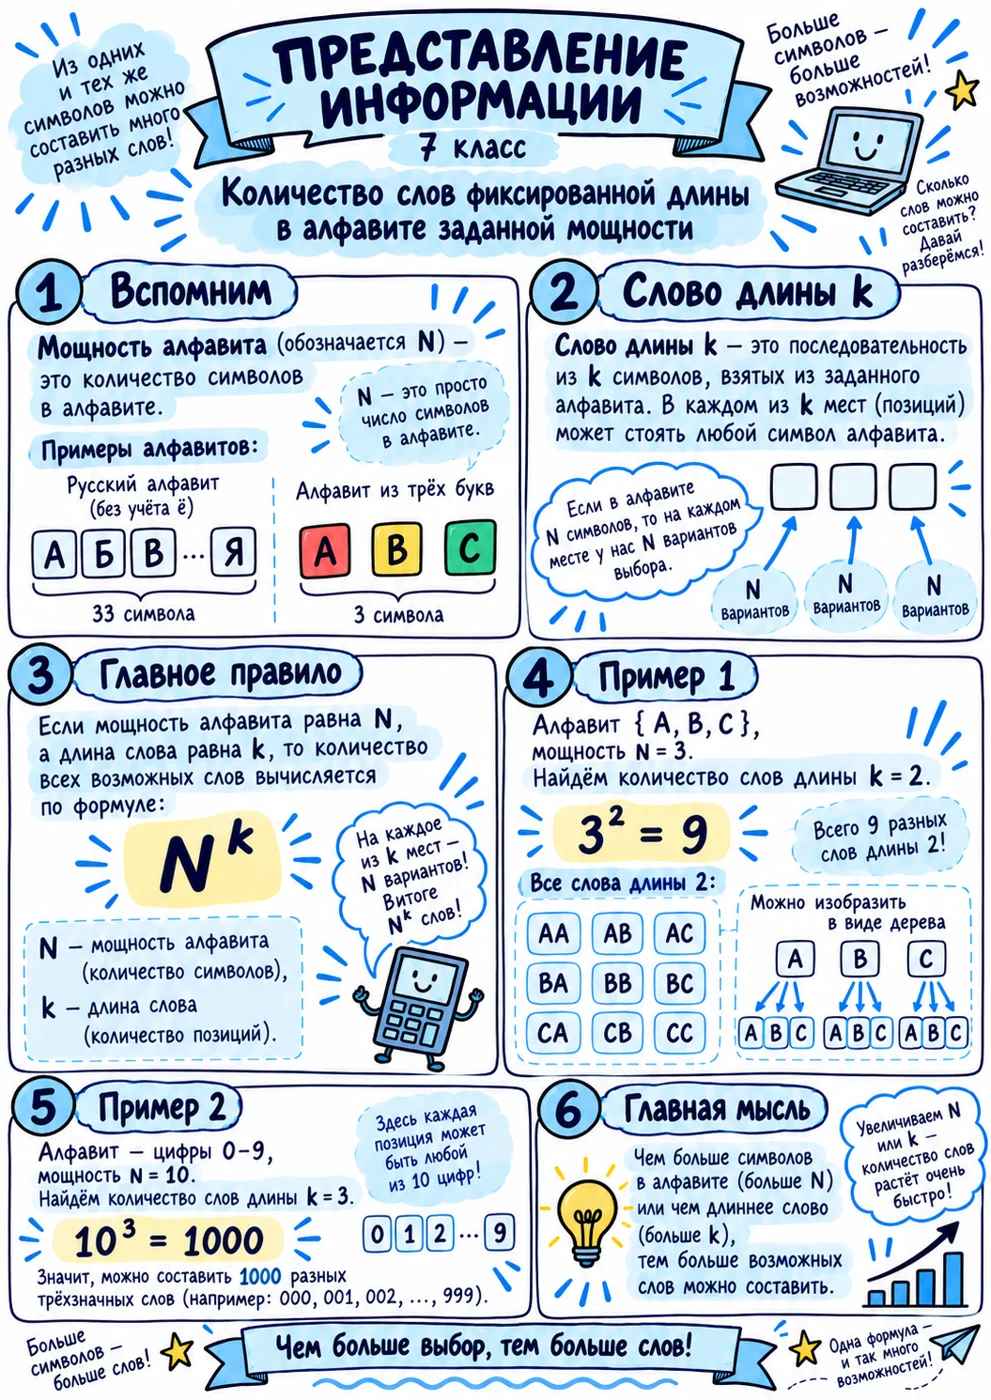 Из одних
и тех же
символов можно
составить много
разных слов!
ПРЕДСТАВЛЕНИЕ
ИНФОРМАЦИИ
7 класс
Количество слов фиксированной длины
в алфавите заданной мощности
Больше
символов –
больше
возможностей!
Сколько
слов можно
составить?
Давай
разберёмся!
1 Вспомним
Мощность алфавита (обозначается N) –
это количество символов
в алфавите.
N – это просто
число символов
в алфавите.
Примеры алфавитов:
Русский алфавит
(без учёта ё)
А Б В ... Я
33 символа
Алфавит из трёх букв
A B C
3 символа
2 Слово длины k
Слово длины k – это последовательность
из k символов, взятых из заданного
алфавита. В каждом из k мест (позиций)
может стоять любой символ алфавита.
Если в алфавите
N символов, то на каждом
месте у нас N вариантов
выбора.
N
вариантов
N
вариантов
N
вариантов
3 Главное правило
Если мощность алфавита равна N,
а длина слова равна k, то количество
всех возможных слов вычисляется
по формуле:
Nᵏ
На каждое
из k мест –
N вариантов!
Витоге
Nᵏ слов!
N – мощность алфавита
(количество символов),
k – длина слова
(количество позиций).
4 Пример 1
Алфавит { A, B, C },
мощность N = 3.
Найдём количество слов длины k = 2.
3² = 9
Всего 9 разных
слов длины 2!
Все слова длины 2:
AA AB AC
BA BB BC
CA CB CC
Можно изобразить
в виде дерева
A B C
A B C A B C A B C
5 Пример 2
Алфавит – цифры 0–9,
мощность N = 10.
Найдём количество слов длины k = 3.
10³ = 1000
Значит, можно составить 1000 разных
трёхзначных слов (например: 000, 001, 002, ..., 999).
Здесь каждая
позиция может
быть любой
из 10 цифр!
0 1 2 ... 9
6 Главная мысль
Чем больше символов
в алфавите (больше N)
или чем длиннее слово
(больше k),
тем больше возможных
слов можно составить.
Увеличиваем N
или k –
количество слов
растёт очень
быстро!
Больше
символов –
больше слов!
Чем больше выбор, тем больше слов!
Одна формула –
и так много
возможностей!